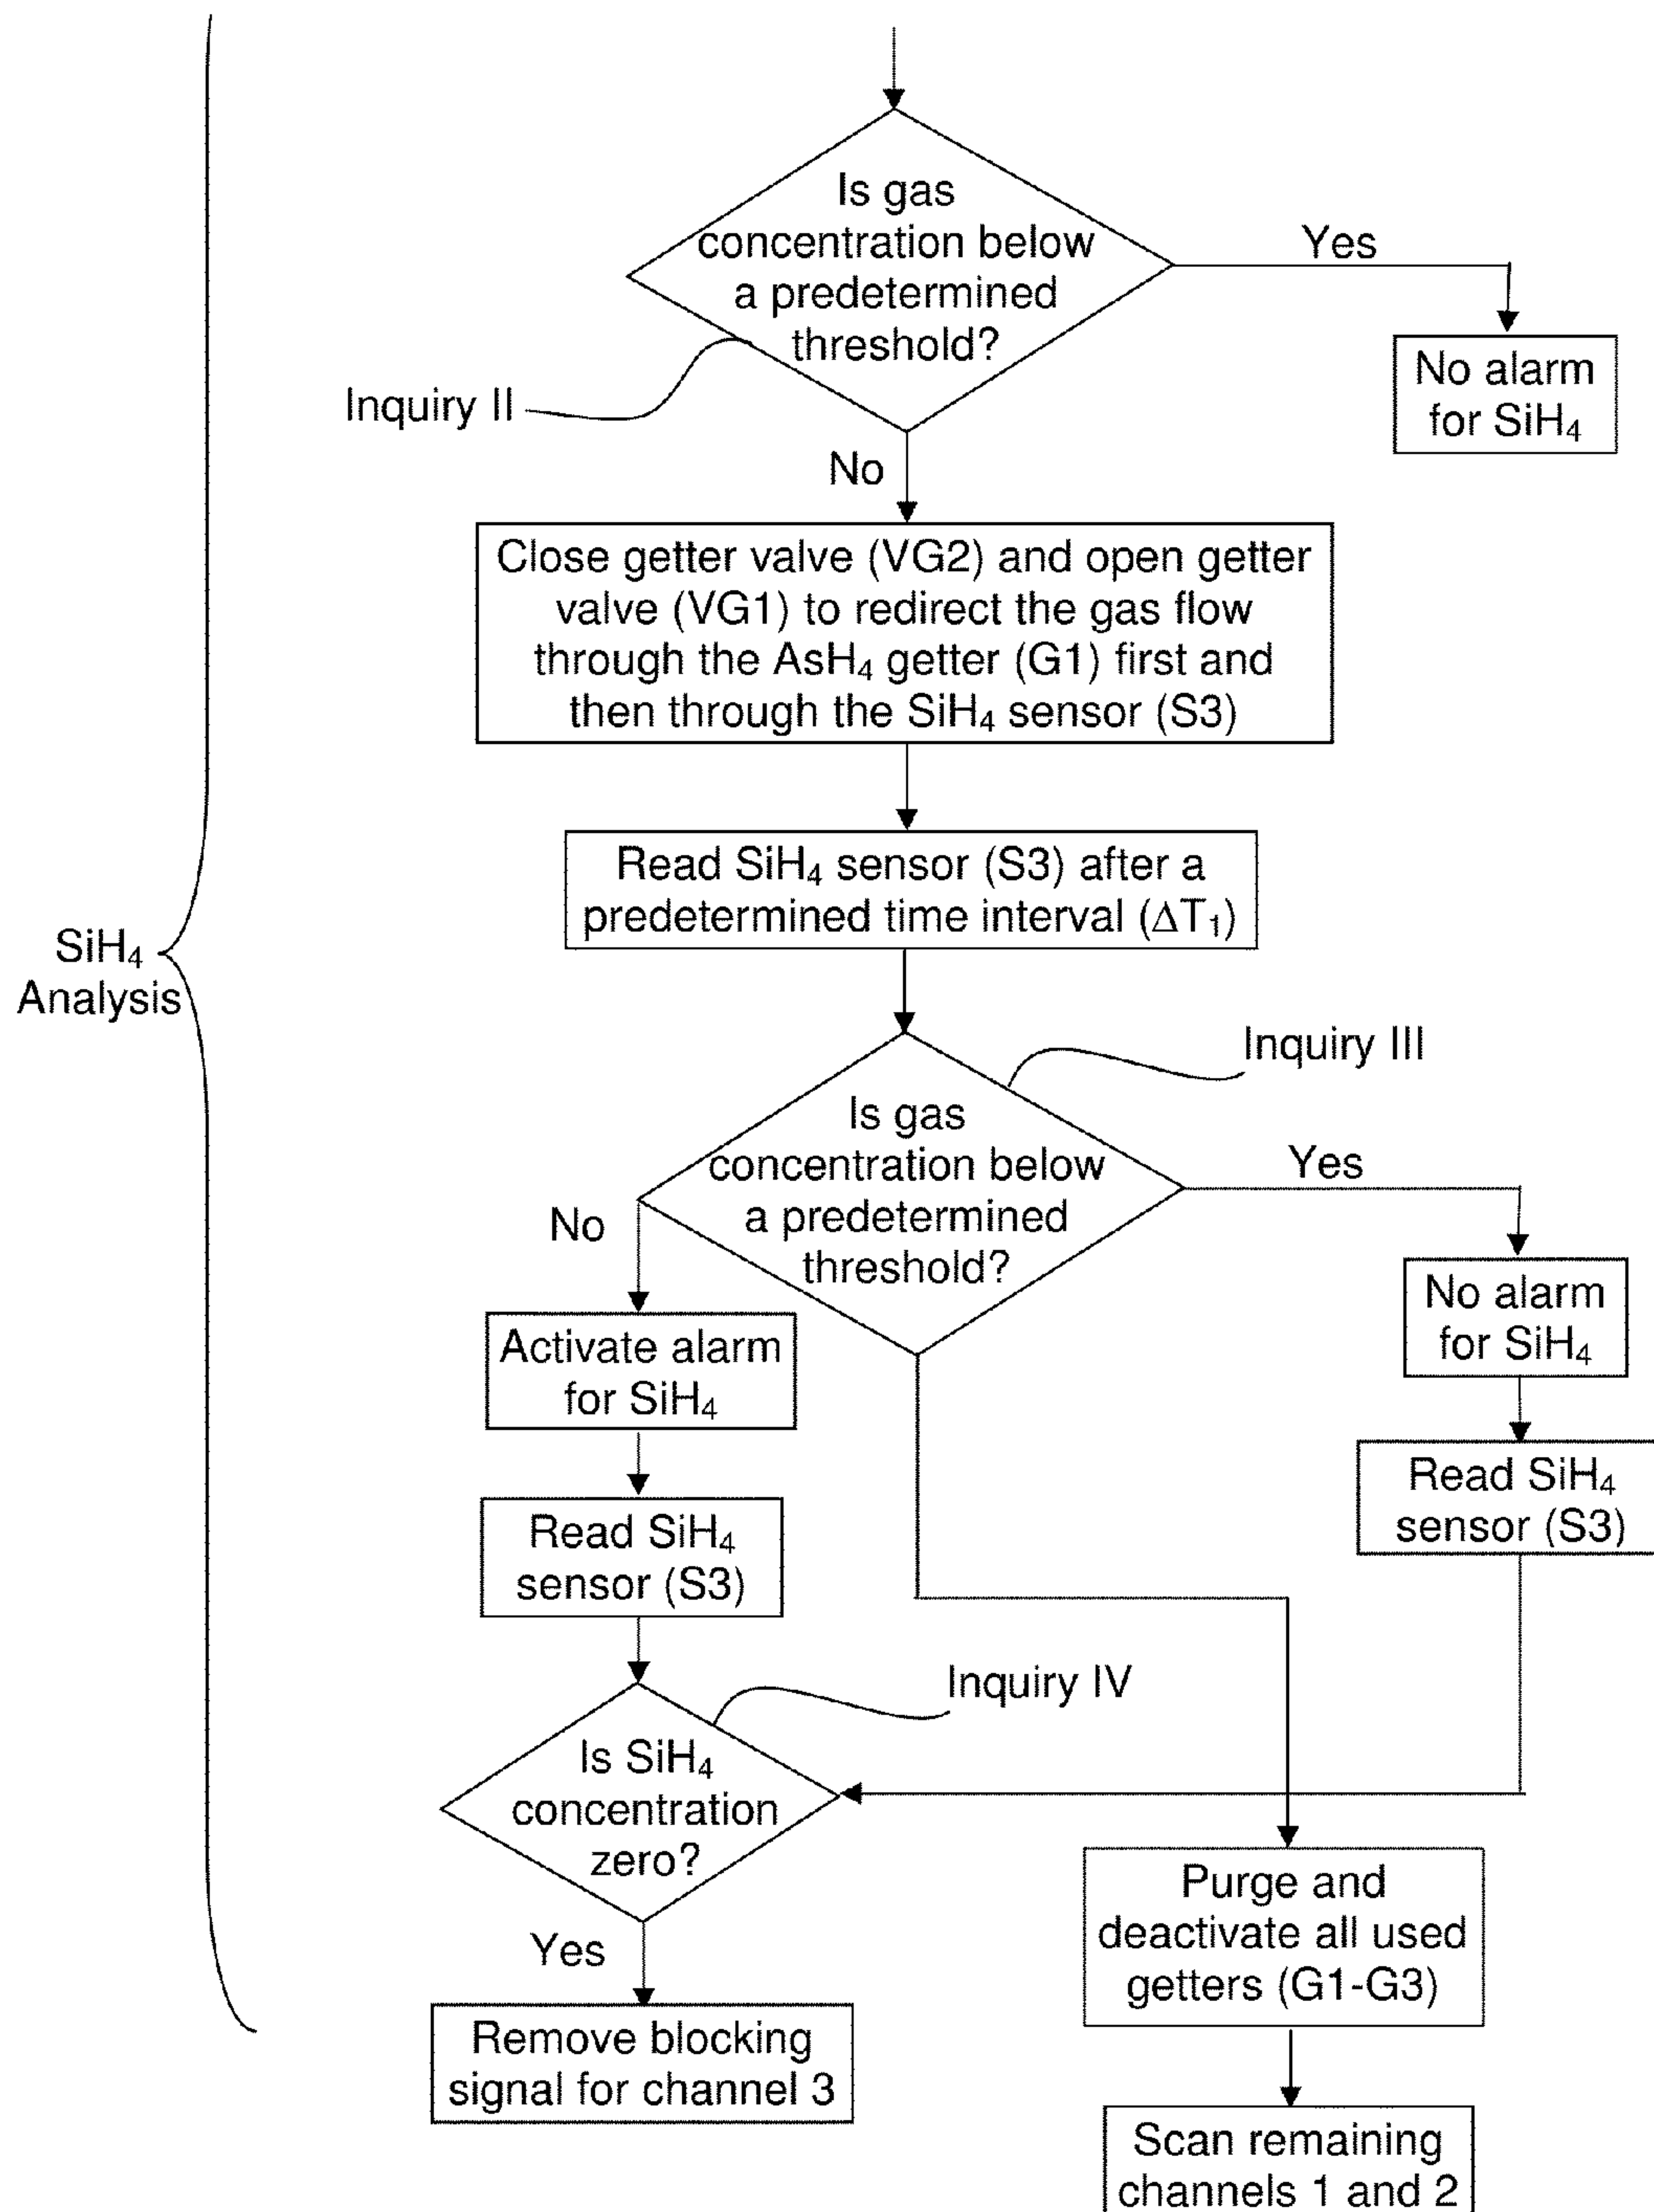 Is gas
concentration below
a predetermined
threshold?
Yes
No alarm
for SiH₄
Inquiry II
No
Close getter valve (VG2) and open getter
valve (VG1) to redirect the gas flow
through the AsH₄ getter (G1) first and
then through the SiH₄ sensor (S3)
Read SiH₄ sensor (S3) after a
predetermined time interval (ΔT₁)
SiH₄
Analysis
Inquiry III
Is gas
concentration below
a predetermined
threshold?
Yes
No
No alarm
for SiH₄
Activate alarm
for SiH₄
Read SiH₄
sensor (S3)
Read SiH₄
sensor (S3)
Inquiry IV
Is SiH₄
concentration
zero?
Yes
Purge and
deactivate all used
getters (G1-G3)
Remove blocking
signal for channel 3
Scan remaining
channels 1 and 2